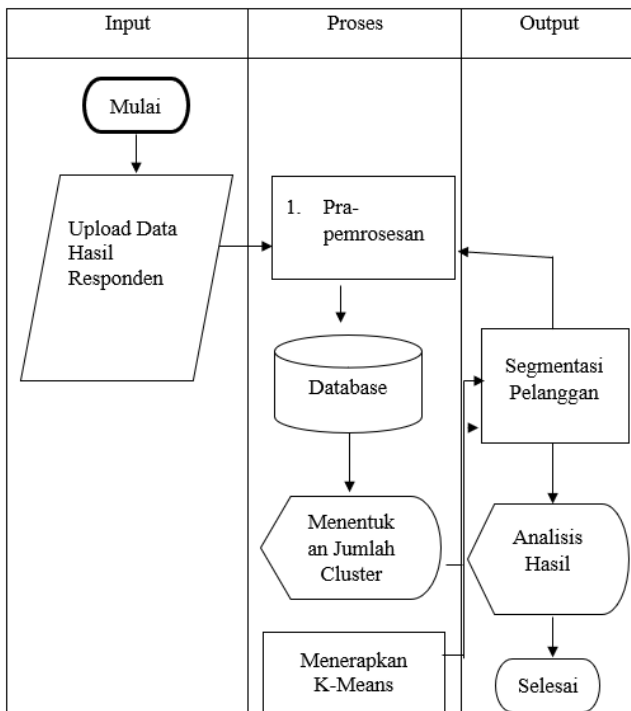 Input
Proses
Output
Mulai
Upload Data
Hasil
Responden
1. Pra-
pemrosesan
Database
Menentuk
an Jumlah
Cluster
Menerapkan
K-Means
Segmentasi
Pelanggan
Analisis
Hasil
Selesai